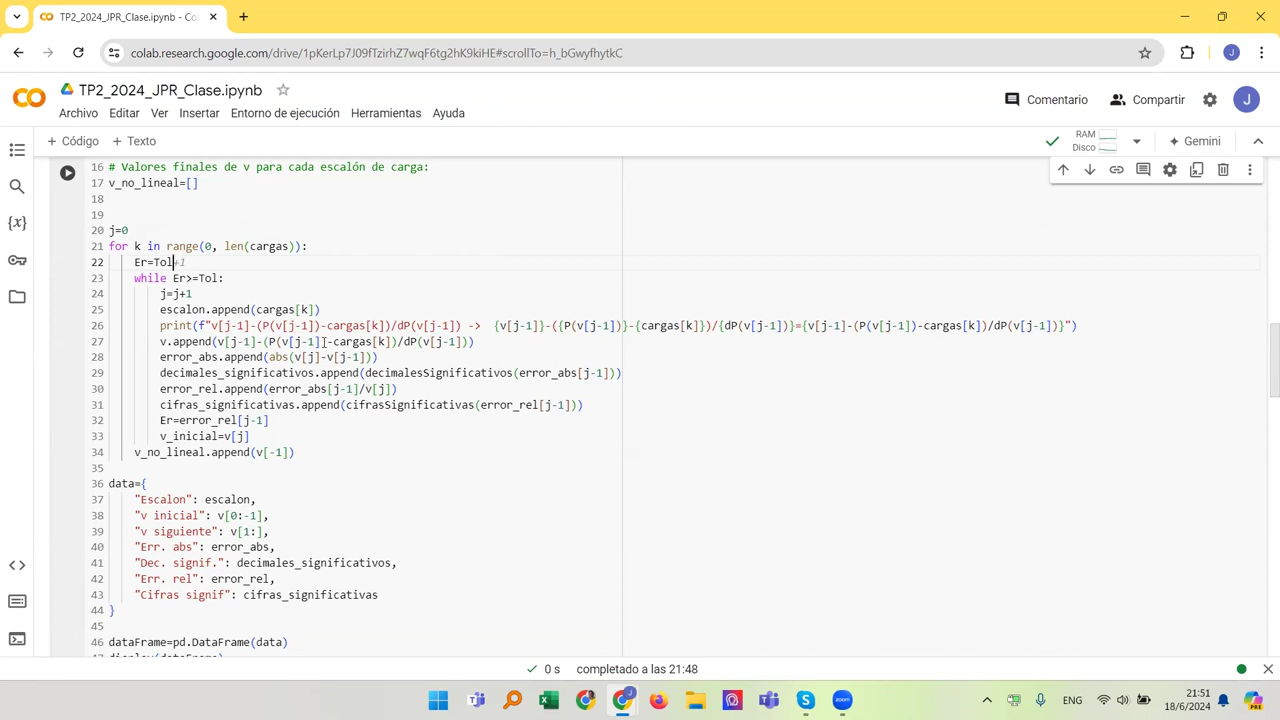 TP2_2024_JPR_Clase.ipynb - Co
colab.research.google.com/drive/1pKerLp7J09fTzirhZ7wqF6tg2hK9kiHE#scrollTo=h_bGwyfhytkC
J
TP2_2024_JPR_Clase.ipynb
Comentario
Compartir
J
Archivo Editar Ver Insertar Entorno de ejecución Herramientas Ayuda
+ Código + Texto
RAM
Disco
Gemini
16 # Valores finales de v para cada escalón de carga:
17 v_no_lineal=[]
18
19
20 j=0
21 for k in range(0, len(cargas)):
22 Er=Tol+1
23 while Er>=Tol:
24 j=j+1
25 escalon.append(cargas[k])
26 print(f"v[j-1]-(P(v[j-1])-cargas[k])/dP(v[j-1]) -> {v[j-1]}-({P(v[j-1])}-{cargas[k]})/{dP(v[j-1])}={v[j-1]-(P(v[j-1])-cargas[k])/dP(v[j-1])}")
27 v.append(v[j-1]-(P(v[j-1])-cargas[k])/dP(v[j-1]))
28 error_abs.append(abs(v[j]-v[j-1]))
29 decimales_significativos.append(decimalesSignificativos(error_abs[j-1]))
30 error_rel.append(error_abs[j-1]/v[j])
31 cifras_significativas.append(cifrasSignificativas(error_rel[j-1]))
32 Er=error_rel[j-1]
33 v_inicial=v[j]
34 v_no_lineal.append(v[-1])
35
36 data={
37 "Escalon": escalon,
38 "v inicial": v[0:-1],
39 "v siguiente": v[1:],
40 "Err. abs": error_abs,
41 "Dec. signif.": decimales_significativos,
42 "Err. rel": error_rel,
43 "Cifras signif": cifras_significativas
44 }
45
46 dataFrame=pd.DataFrame(data)
47 display(dataFrame)
0 s completado a las 21:48
ENG
21:51
18/6/2024